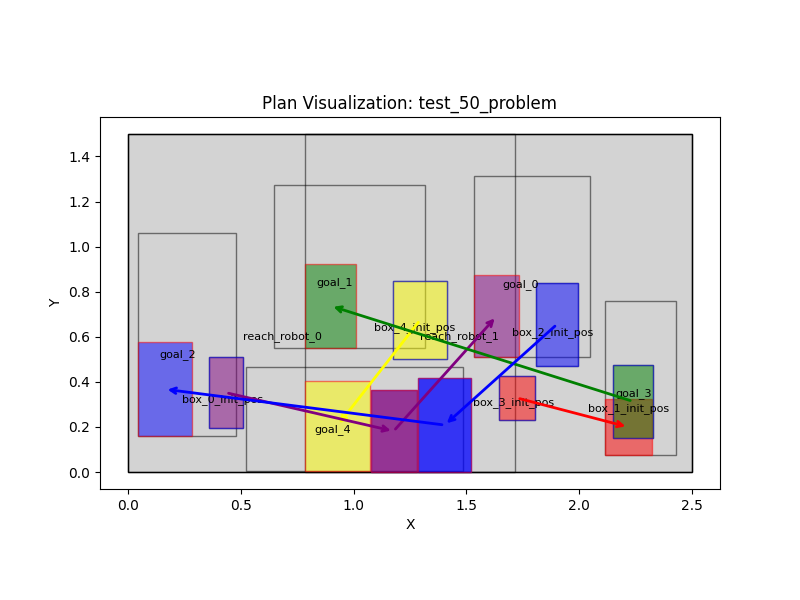 Plan Visualization: test_50_problem
Y
1.4
1.2
1.0
0.8
0.6
0.4
0.2
0.0
goal_1
goal_0
box_4_init_pos
box_2_init_pos
reach_robot_0
reach_robot_1
goal_2
goal_3
box_0_init_pos
box_3_init_pos
box_1_init_pos
goal_4
0.0
0.5
1.0
1.5
2.0
2.5
X